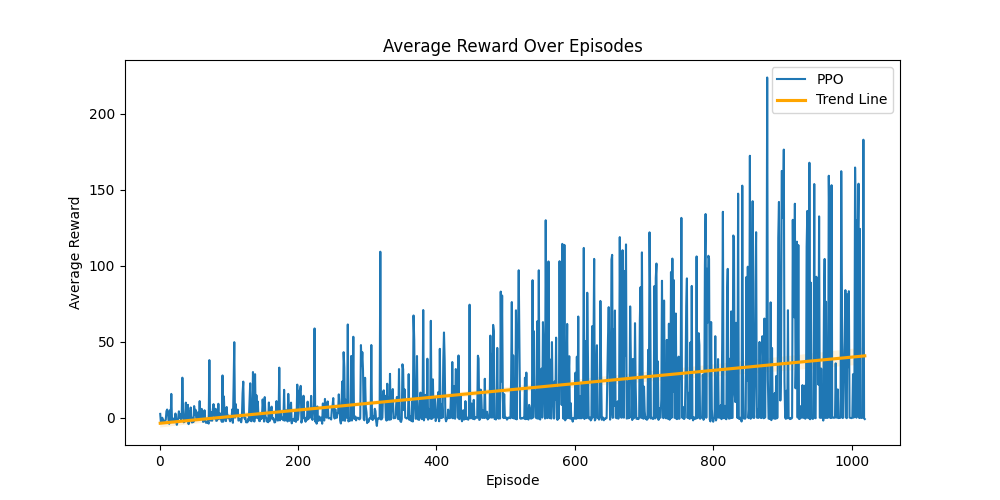 Average Reward Over Episodes
PPO
Trend Line
Average Reward
200
150
100
50
0
0 200 400 600 800 1000
Episode